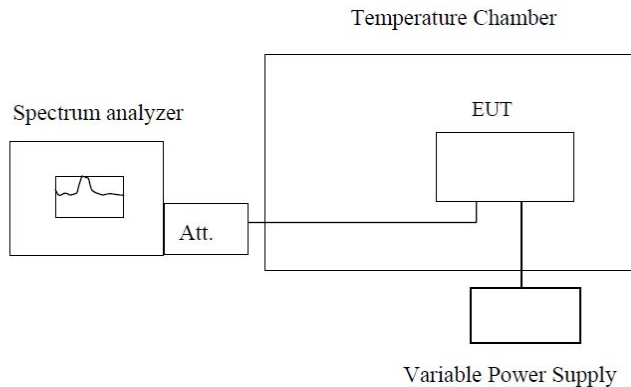 Temperature Chamber
Spectrum analyzer
EUT
Att.
Variable Power Supply